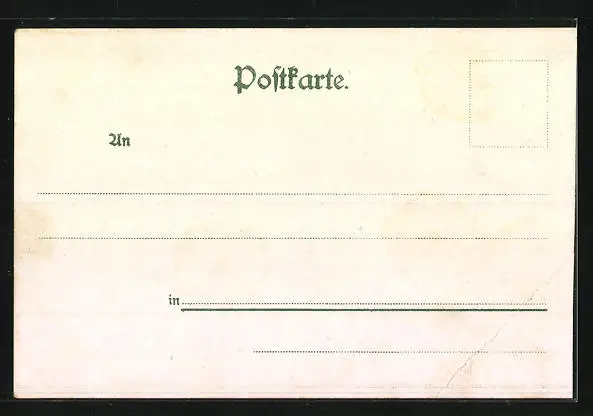 Poſtkarte.
An
in